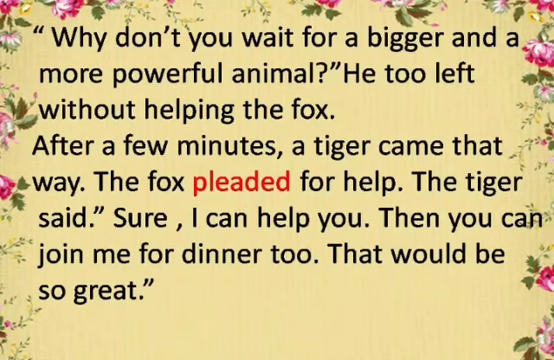 “ Why don’t you wait for a bigger and a
more powerful animal?”He too left
without helping the fox.
After a few minutes, a tiger came that
way. The fox pleaded for help. The tiger
said.” Sure , I can help you. Then you can
join me for dinner too. That would be
so great.”